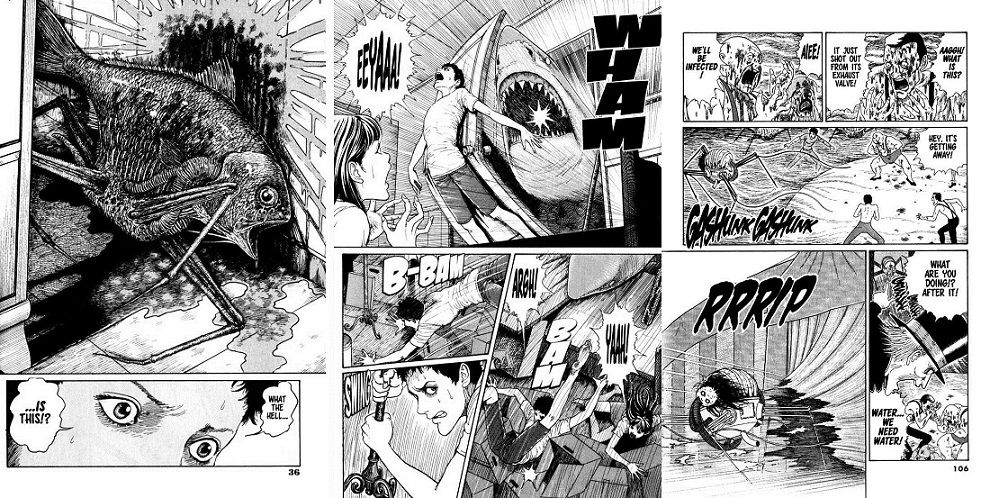 ...IS
THIS!?
WHAT
THE
HELL...
36
EEYAAA!
WHAM
B-BAM
ARGH!
BAM
YAAH!
WE'LL
BE
INFECTED
!
AIEE!
IT JUST
SHOT OUT
FROM ITS
EXHAUST
VALVE!
AAGGH!
WHAT
IS
THIS?
HEY, IT'S
GETTING
AWAY!
GASHUNK GASHUNK
RRRIP
WHAT
ARE YOU
DOING!?
AFTER IT!
WATER...
WE
NEED
WATER!
106